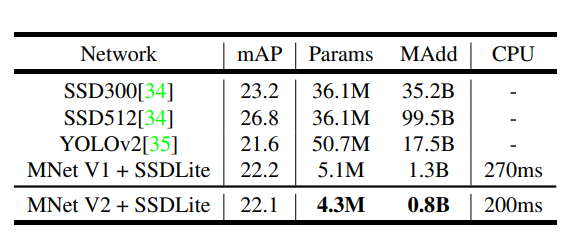 Network mAP Params MAdd CPU
SSD300[34] 23.2 36.1M 35.2B -
SSD512[34] 26.8 36.1M 99.5B -
YOLOv2[35] 21.6 50.7M 17.5B -
MNet V1 + SSDLite 22.2 5.1M 1.3B 270ms
MNet V2 + SSDLite 22.1 4.3M 0.8B 200ms